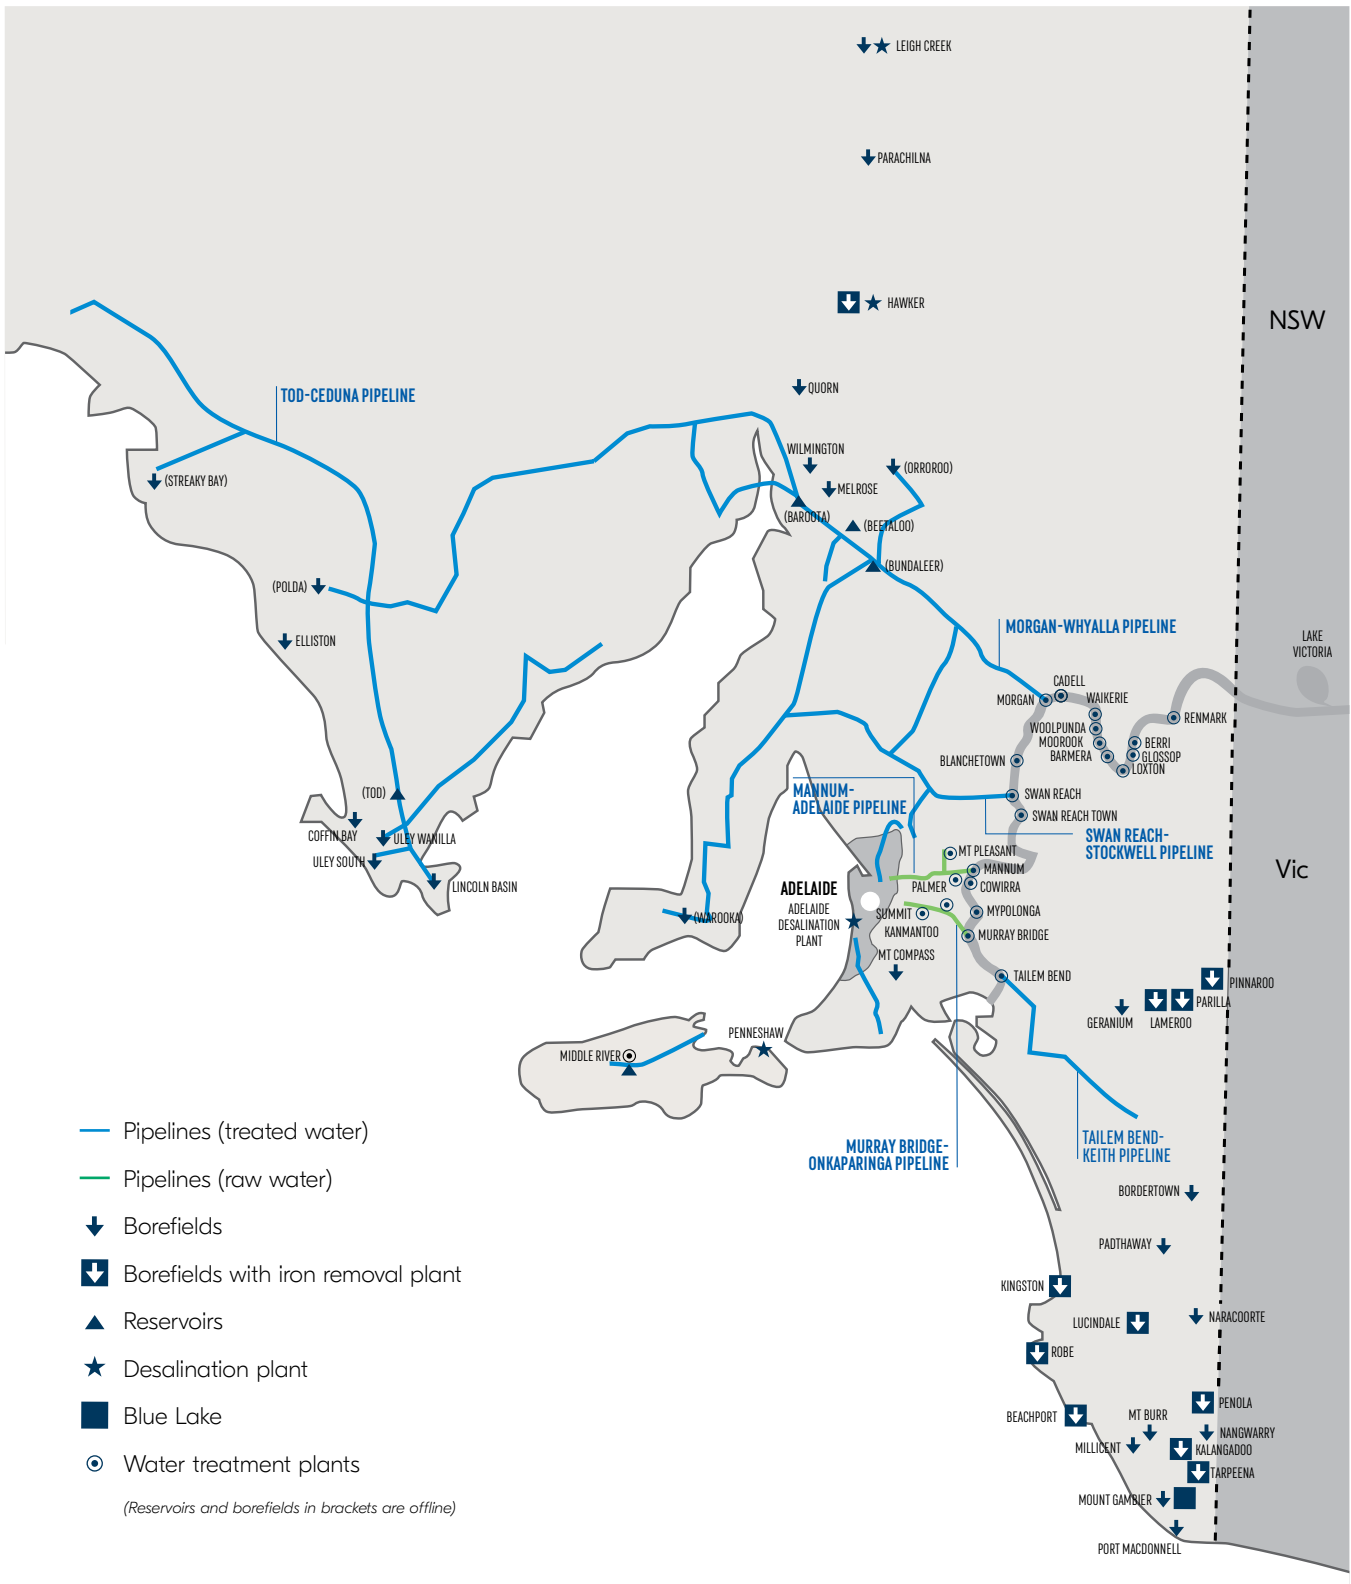 LEIGH CREEK
PARACHILNA
HAWKER
NSW
QUORN
TOD-CEDUNA PIPELINE
WILMINGTON
(ORROROO)
(STREAKY BAY)
MELROSE
(BAROOTA)
(BEETALOO)
(BUNDALEER)
(POLDA)
ELLISTON
MORGAN-WHYALLA PIPELINE
LAKE
VICTORIA
CADELL
MORGAN
WAIKERIE
RENMARK
WOOLPUNDA
MOOROOK
BERRI
BARMERA
GLOSSOP
LOXTON
BLANCHETOWN
(TOD)
MANNUM-
ADELAIDE PIPELINE
SWAN REACH
SWAN REACH TOWN
COFFIN BAY
ULEY WANILLA
SWAN REACH-
STOCKWELL PIPELINE
ULEY SOUTH
MT PLEASANT
Vic
MANNUM
LINCOLN BASIN
ADELAIDE
PALMER
COWIRRA
ADELAIDE
DESALINATION
PLANT
(WAROOKA)
SUMMIT
MYPOLONGA
KANMANTOO
MURRAY BRIDGE
MT COMPASS
TAILEM BEND
PINNAROO
PARILLA
GERANIUM
LAMEROO
PENNESHAW
MIDDLE RIVER
MURRAY BRIDGE-
ONKAPARINGA PIPELINE
TAILEM BEND-
KEITH PIPELINE
BORDERTOWN
PADTHAWAY
KINGSTON
LUCINDALE
NARACOORTE
ROBE
PENOLA
BEACHPORT
MT BURR
NANGWARRY
MILLICENT
KALANGADOO
TARPEENA
MOUNT GAMBIER
PORT MACDONNELL
Pipelines (treated water)
Pipelines (raw water)
Borefields
Borefields with iron removal plant
Reservoirs
Desalination plant
Blue Lake
Water treatment plants
(Reservoirs and borefields in brackets are offline)